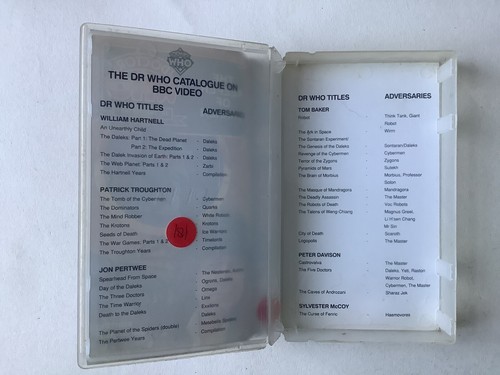 WHO
THE DR WHO CATALOGUE ON
BBC VIDEO
DR WHO TITLES ADVERSARIES
WILLIAM HARTNELL
An Unearthly Child
The Daleks: Part 1: The Dead Planet - Daleks
Part 2: The Expedition - Daleks
The Dalek Invasion of Earth: Parts 1 & 2 - Daleks
The Web Planet: Parts 1 & 2 - Zarbi
The Hartnell Years - Compilation
PATRICK TROUGHTON
The Tomb of the Cybermen - Cybermen
The Dominators - Quarks
The Mind Robber - White Robots
The Krotons - Krotons
Seeds of Death - Ice Warriors
The War Games: Parts 1 & 2 - Timelords
The Troughton Years - Compilation
JON PERTWEE
Spearhead From Space - The Nestenes,
Day of the Daleks - Ogrons, Daleks
The Three Doctors - Omega
The Time Warrior - Linx
Death to the Daleks - Exxilons
Daleks
The Planet of the Spiders (double) - Metebelis Spiders
The Pertwee Years - Compilation
DR WHO TITLES ADVERSARIES
TOM BAKER
Robot - Think Tank, Giant
Robot
The Ark in Space - Wirrn
The Sontaran Experiment
The Genesis of the Daleks - Sontaran/Daleks
Revenge of the Cybermen - Cybermen
Terror of the Zygons - Zygons
Pyramids of Mars - Sutekh
The Brain of Morbius - Morbius, Professor
Solon
The Masque of Mandragora - Mandragora
The Deadly Assassin - The Master
The Robots of Death - Voc Robots
The Talons of Weng-Chiang - Magnus Greel,
Li H'sen Chang
Mr Sin
City of Death - Scaroth
Logopolis - The Master
PETER DAVISON
Castrovalva - The Master
The Five Doctors - Daleks, Yeti, Raston
Warrior Robot,
Cybermen, The Master
The Caves of Androzani - Sharaz Jek
SYLVESTER McCOY
The Curse of Fenric - Haemovores